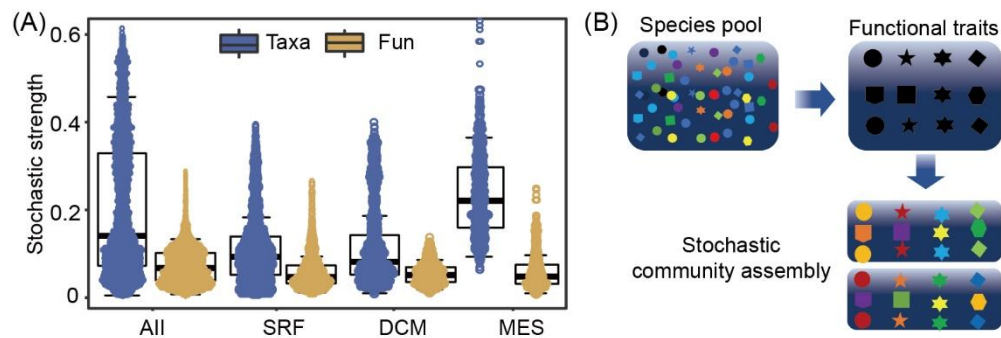 (A)
Stochastic strength
0.6
0.4
0.2
0
Taxa
Fun
All
SRF
DCM
MES
(B)
Species pool
Functional traits
Stochastic
community assembly